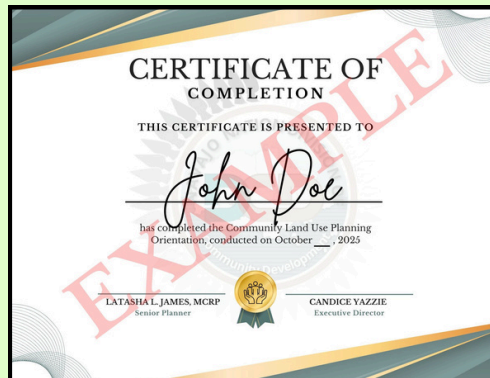 CERTIFICATE OF
COMPLETION
THIS CERTIFICATE IS PRESENTED TO
John Doe
has completed the Community Land Use Planning
Orientation, conducted on October ___ , 2025
EXAMPLE
LATASHA L. JAMES, MCRP
Senior Planner
CANDICE YAZZIE
Executive Director